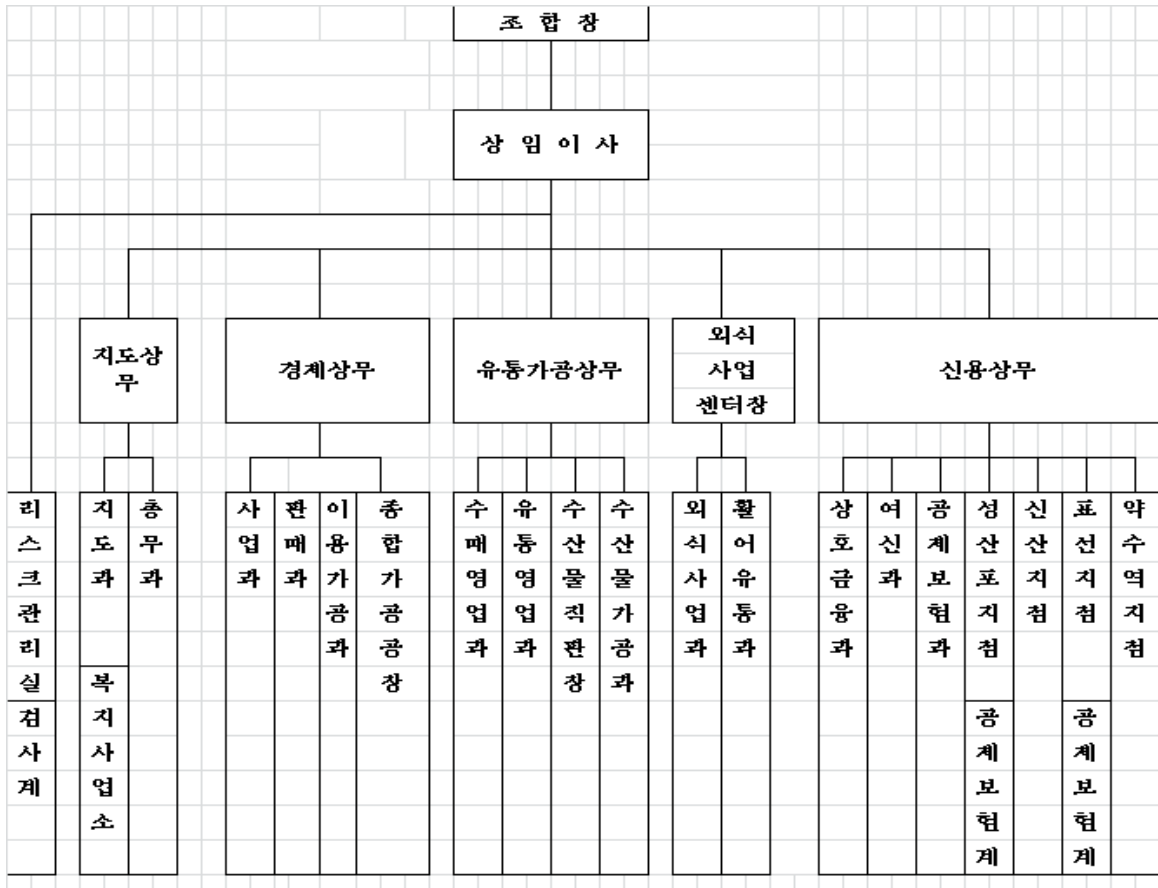 조 합 장
상 임 이 사
지도상
무
경제상무
유통가공상무
외식
사업
센터장
신용상무
리스크관리실
검사계
지도과
복지사업소
총무과
사업과
판매과
이용가공과
종합가공공장
수매영업과
유통영업과
수산물직판장
수산물가공과
외식사업과
활어유통과
상호금융과
여신과
공제보험과
성산포지점
공제보험계
신산지점
표선지점
공제보험계
약수역지점